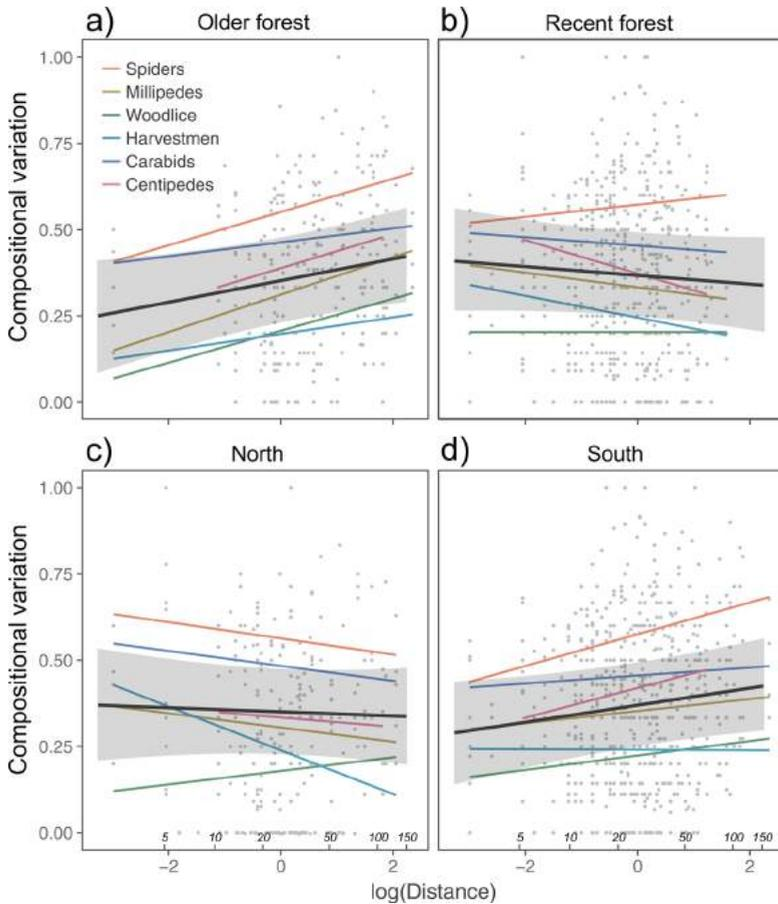 a) Older forest
b) Recent forest
Compositional variation
1.00
0.75
0.50
0.25
0.00
Spiders
Millipedes
Woodlice
Harvestmen
Carabids
Centipedes
c) North
d) South
Compositional variation
1.00
0.75
0.50
0.25
0.00
5 10 20 50 100 150
5 10 20 50 100 150
−2 0 2
−2 0 2
log(Distance)